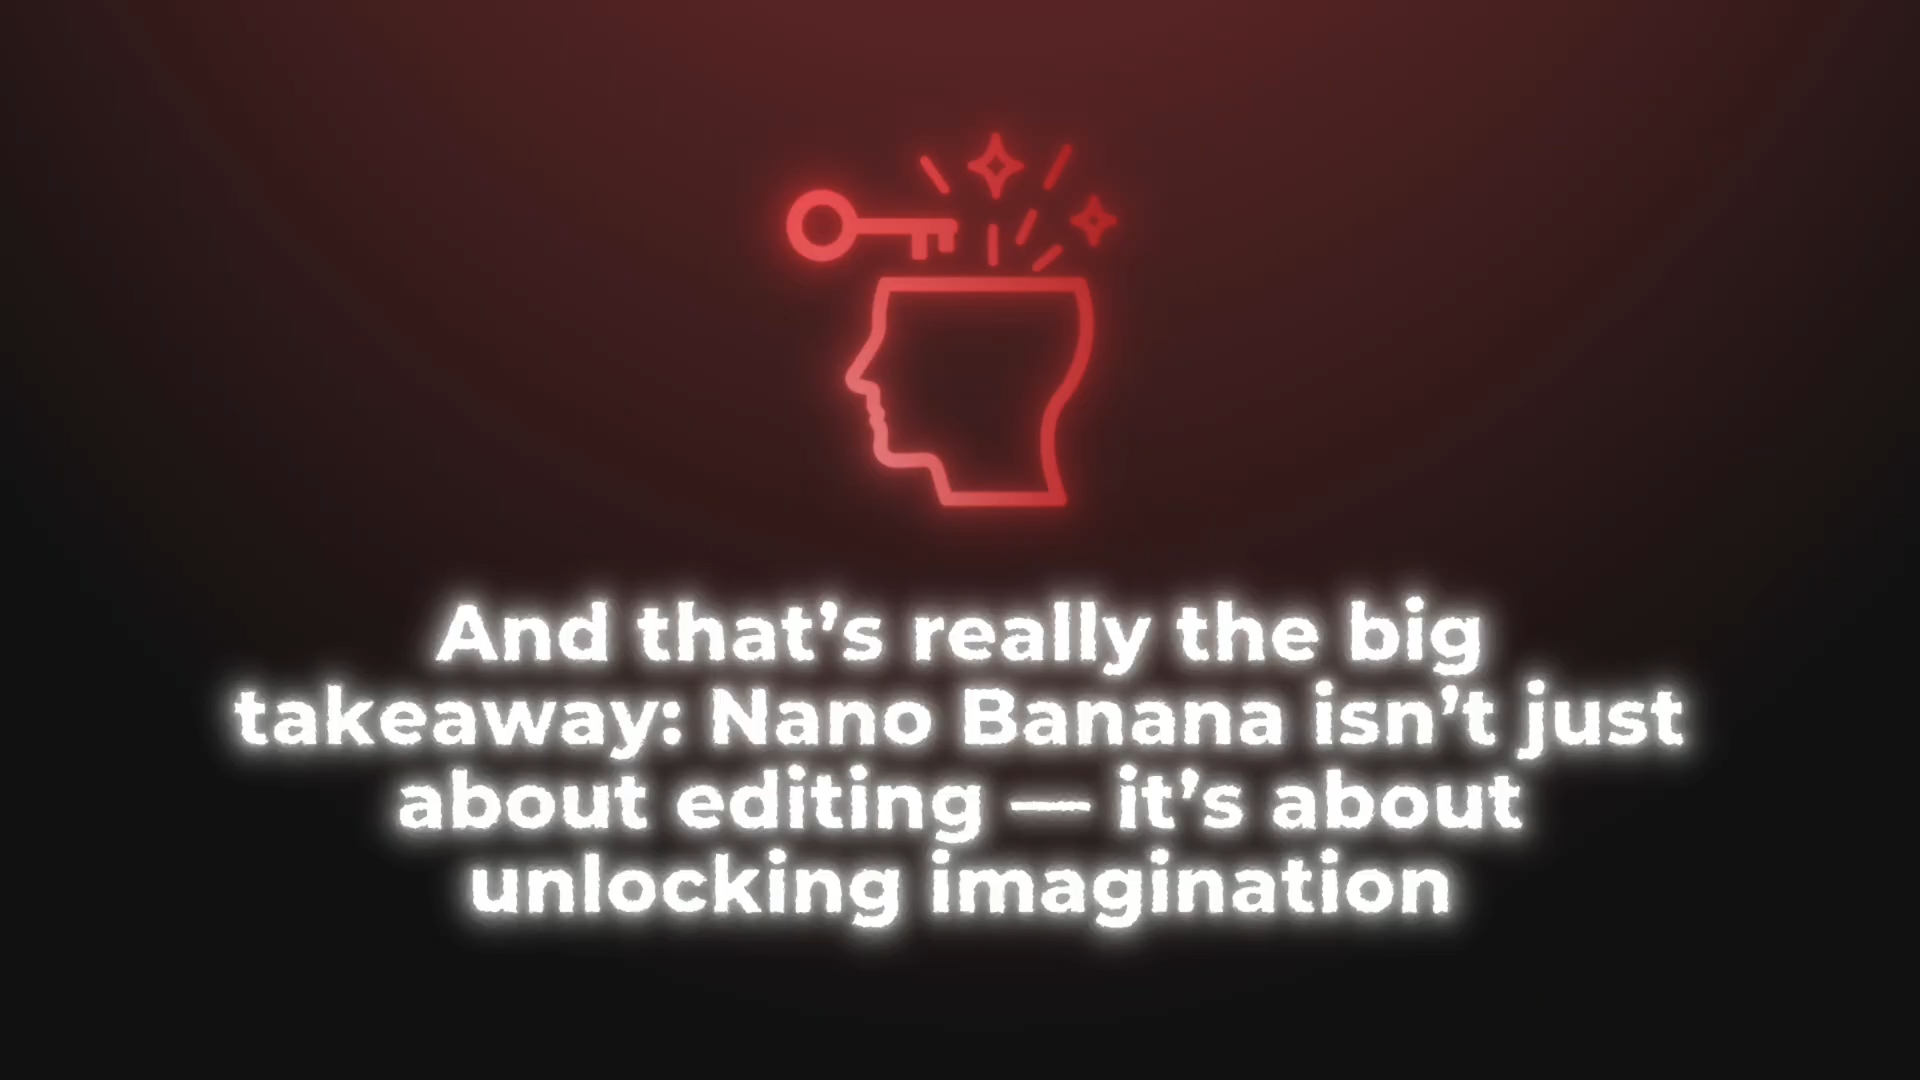 And that’s really the big
takeaway: Nano Banana isn’t just
about editing — it’s about
unlocking imagination